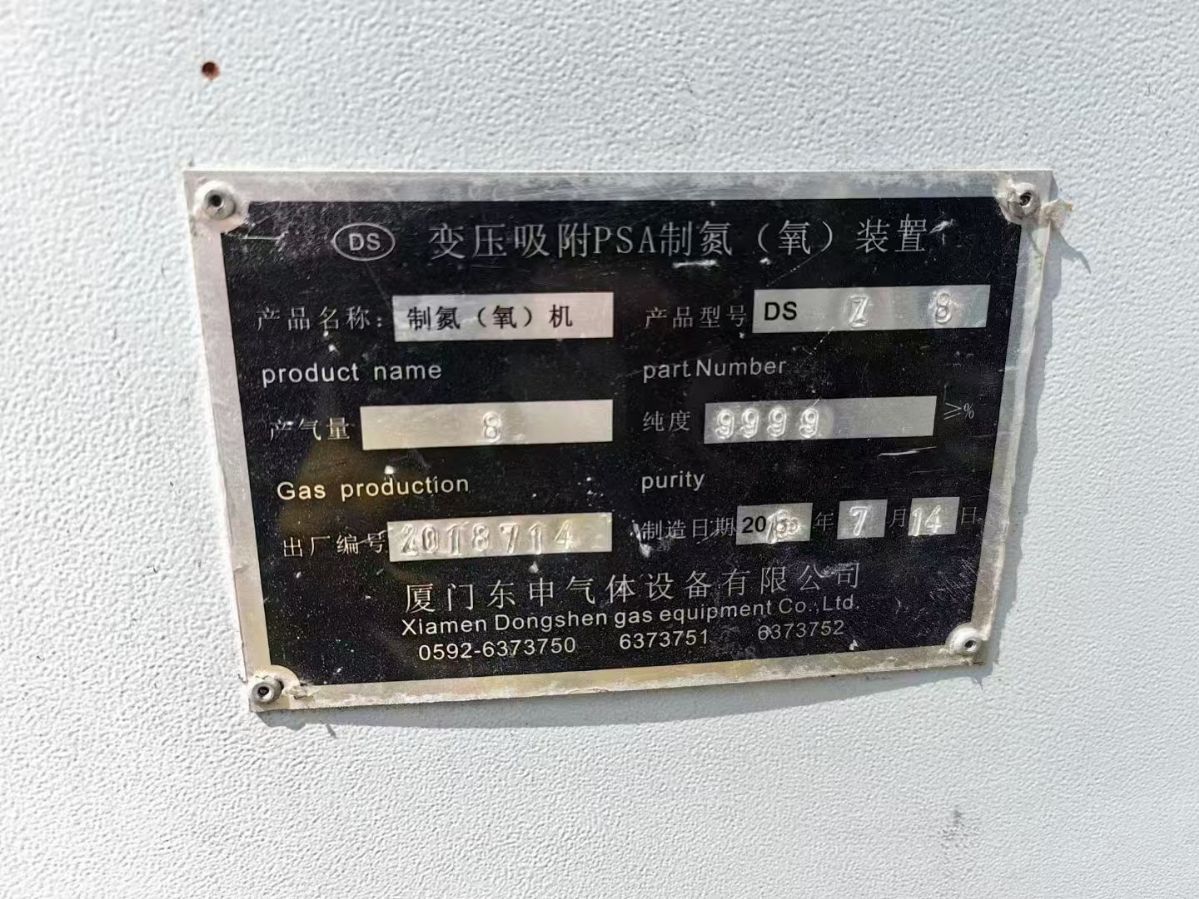 DS 变压吸附PSA制氮（氧）装置
产品名称：制氮（氧）机 产品型号 DS 8
product name part Number
产气量 8 纯度 9999 ≥%
Gas production purity
出厂编号 2018714 制造日期 20 年 7 月 14 日
厦门东申气体设备有限公司
Xiamen Dongshen gas equipment Co.,Ltd.
0592-6373750 6373751 6373752